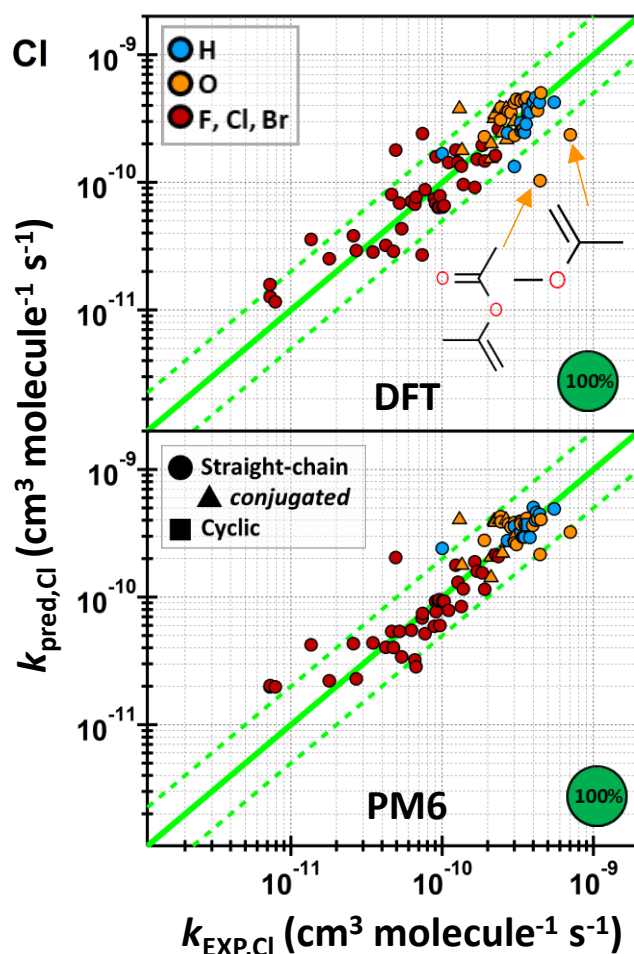 Cl
H
O
F, Cl, Br
10⁻⁹
10⁻¹⁰
10⁻¹¹
O
O
O
DFT
100%
Straight-chain
conjugated
Cyclic
10⁻⁹
10⁻¹⁰
10⁻¹¹
PM6
100%
k pred,Cl (cm³ molecule⁻¹ s⁻¹)
10⁻¹¹
10⁻¹⁰
10⁻⁹
k EXP,Cl (cm³ molecule⁻¹ s⁻¹)